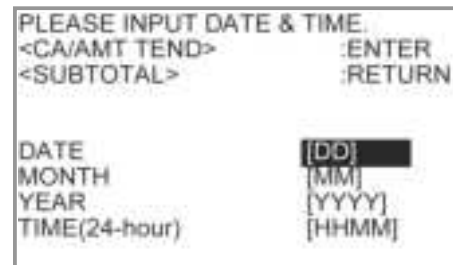 PLEASE INPUT DATE & TIME.
<CA/AMT TEND> :ENTER
<SUBTOTAL> :RETURN
DATE [DD]
MONTH [MM]
YEAR [YYYY]
TIME(24-hour) [HHMM]